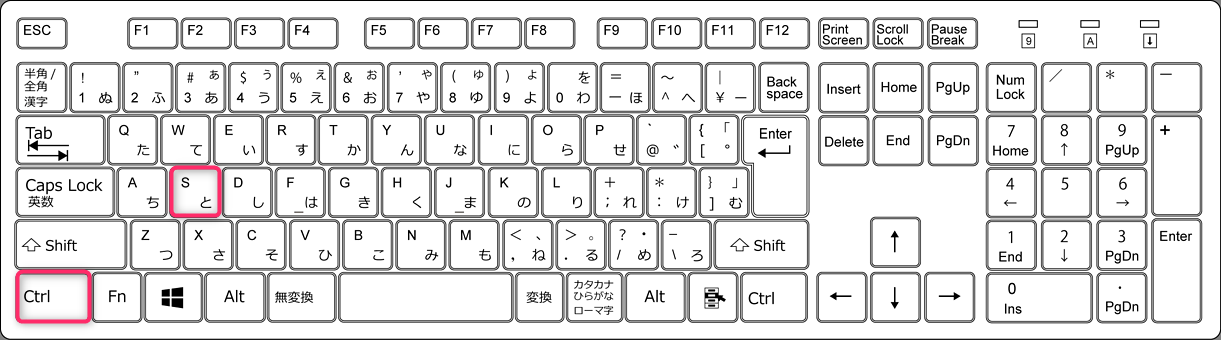 ESC F1 F2 F3 F4 F5 F6 F7 F8 F9 F10 F11 F12 Print Screen Scroll Lock Pause Break 9 A ↓
半角/全角 漢字 ! 1 ぬ " 2 ふ # ぁ 3 あ $ ぅ 4 う % ぇ 5 え & ぉ 6 お ' ゃ 7 や ( ゅ 8 ゆ ) ょ 9 よ を 0 わ = ー ほ ~ ^ へ | ¥ ー Back space Insert Home PgUp Num Lock / * −
Tab Q た W て E い R す T か Y ん U な I に O ら P せ ` @ ゛ { 「 [ ° Enter Delete End PgDn 7 Home 8 ↑ 9 PgUp +
Caps Lock 英数 A ち S と D し F _は G き H く J _ま K の L り + ; れ * : け } 」 ] む 4 ← 5 6 →
Shift Z つ X さ C そ V ひ B こ N み M も < 、 , ね > 。 . る ? ・ / め _ \ ろ Shift ↑ 1 End 2 ↓ 3 PgDn Enter
Ctrl Fn Alt 無変換 変換 カタカナ ひらがな ローマ字 Alt Ctrl ← ↓ → 0 Ins . PgDn